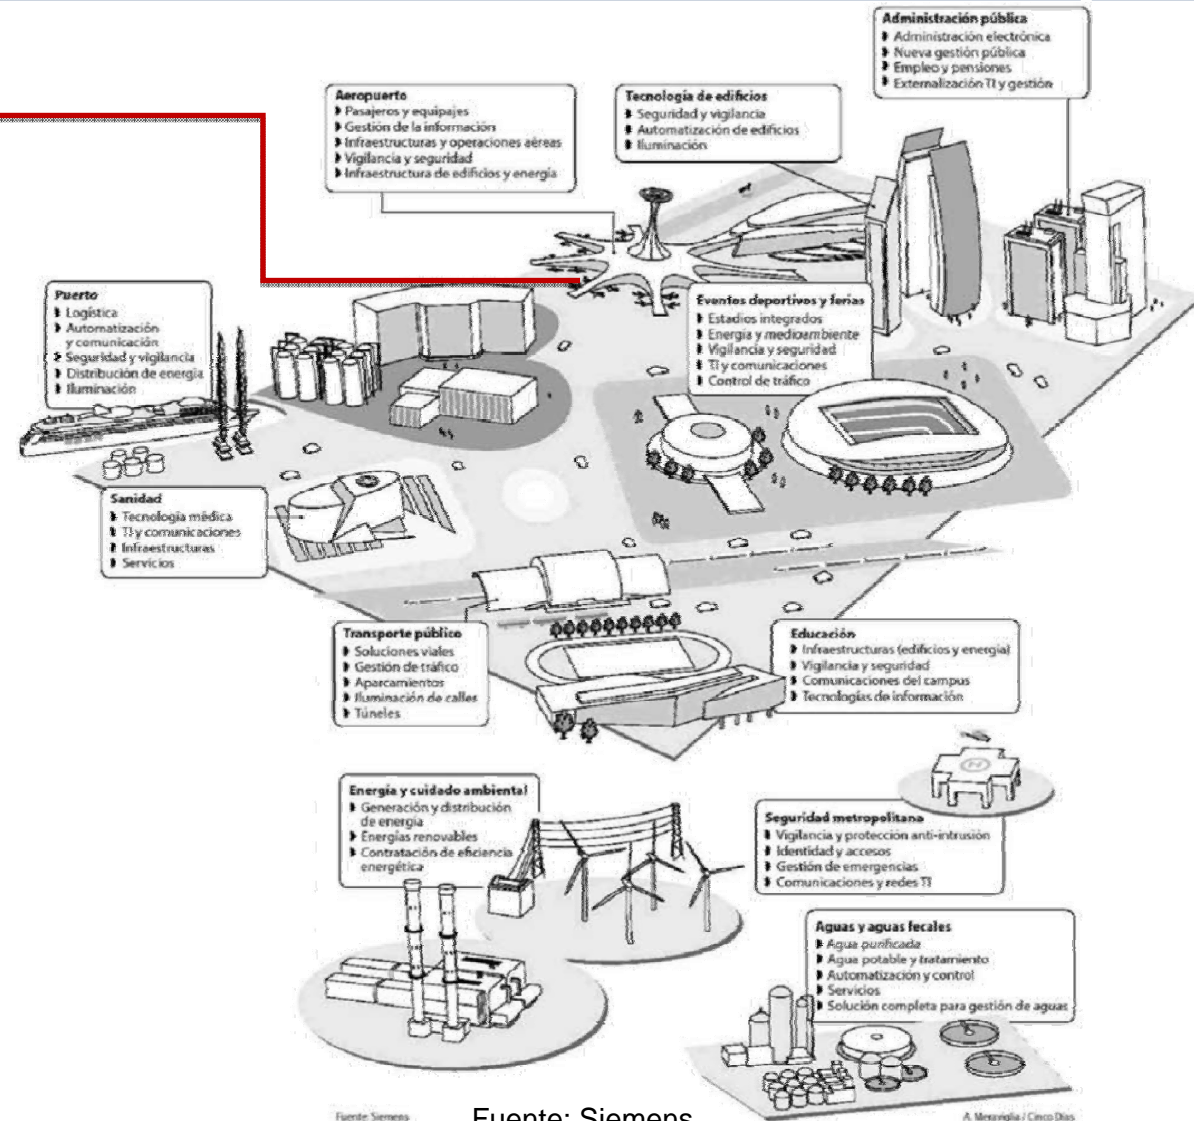 Administración pública
Administración electrónica
Nueva gestión pública
Empleo y pensiones
Externalización TI y gestión
Aeropuerto
Pasajeros y equipajes
Gestión de la información
Infraestructuras y operaciones aéreas
Vigilancia y seguridad
Infraestructura de edificios y energía
Tecnología de edificios
Seguridad y vigilancia
Automatización de edificios
Iluminación
Puerto
Logística
Automatización
y comunicación
Seguridad y vigilancia
Distribución de energía
Iluminación
Eventos deportivos y ferias
Estadios integrados
Energía y medioambiente
Vigilancia y seguridad
TI y comunicaciones
Control de tráfico
Sanidad
Tecnología médica
TI y comunicaciones
Infraestructuras
Servicios
Transporte público
Soluciones viales
Gestión de tráfico
Aparcamientos
Iluminación de calles
Túneles
Educación
Infraestructuras (edificios y energía)
Vigilancia y seguridad
Comunicaciones del campus
Tecnologías de información
Energía y cuidado ambiental
Generación y distribución
de energía
Energías renovables
Contratación de eficiencia
energética
H
Seguridad metropolitana
Vigilancia y protección anti-intrusión
Identidad y accesos
Gestión de emergencias
Comunicaciones y redes TI
Aguas y aguas fecales
Agua purificada
Agua potable y tratamiento
Automatización y control
Servicios
Solución completa para gestión de aguas
Fuente: Siemens
Fuente: Siemens
A. Meraviglia / Cinco Días